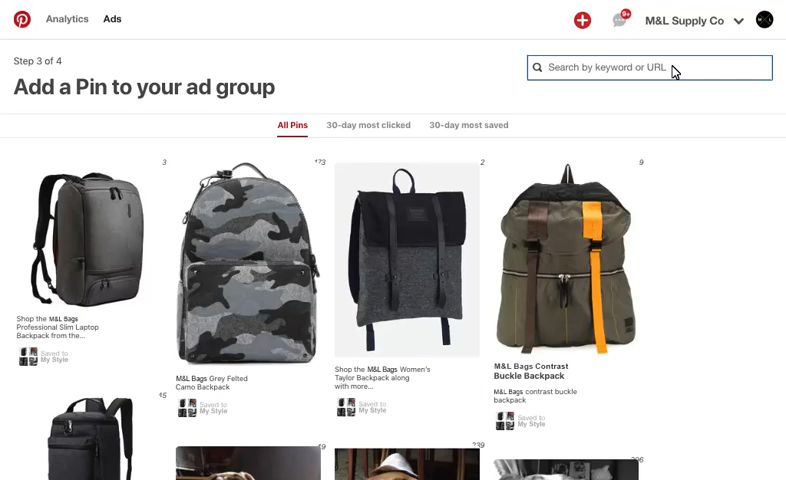 Analytics
Ads
9+
M&L Supply Co
Step 3 of 4
Add a Pin to your ad group
Search by keyword or URL
All Pins
30-day most clicked
30-day most saved
3
173
2
9
Shop the M&L Bags
Professional Slim Laptop
Backpack from the...
Saved to
My Style
M&L Bags Grey Felted
Camo Backpack
Saved to
My Style
Shop the M&L Bags Women's
Taylor Backpack along
with more...
Saved to
My Style
M&L Bags Contrast
Buckle Backpack
M&L Bags contrast buckle
backpack
Saved to
My Style
239